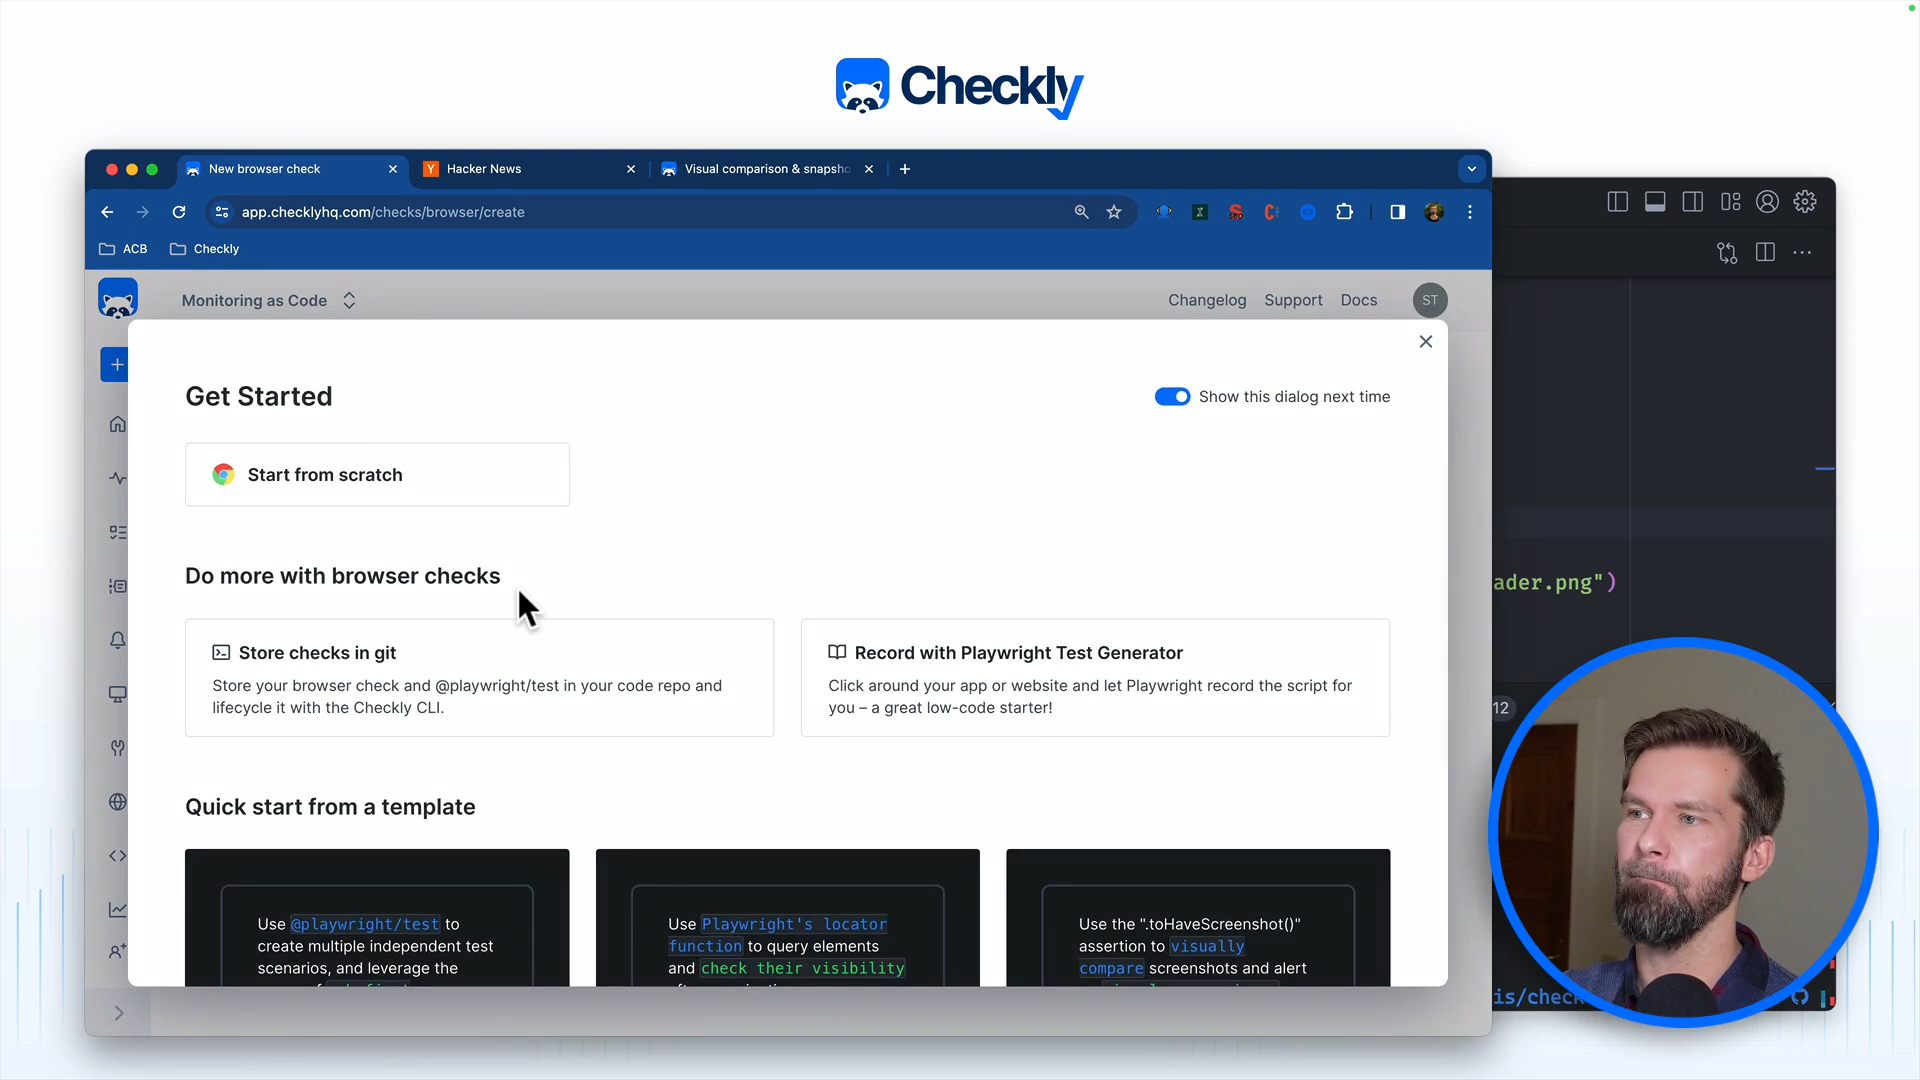 Checkly
New browser check
Hacker News
Visual comparison & snapsho
app.checklyhq.com/checks/browser/create
ACB
Checkly
Monitoring as Code
Changelog
Support
Docs
ST
Get Started
Show this dialog next time
Start from scratch
Do more with browser checks
Store checks in git
Store your browser check and @playwright/test in your code repo and
lifecycle it with the Checkly CLI.
Record with Playwright Test Generator
Click around your app or website and let Playwright record the script for
you – a great low-code starter!
Quick start from a template
Use @playwright/test to
create multiple independent test
scenarios, and leverage the
Use Playwright's locator
function to query elements
and check their visibility
Use the ".toHaveScreenshot()"
assertion to visually
compare screenshots and alert
ader.png")
12
is/check